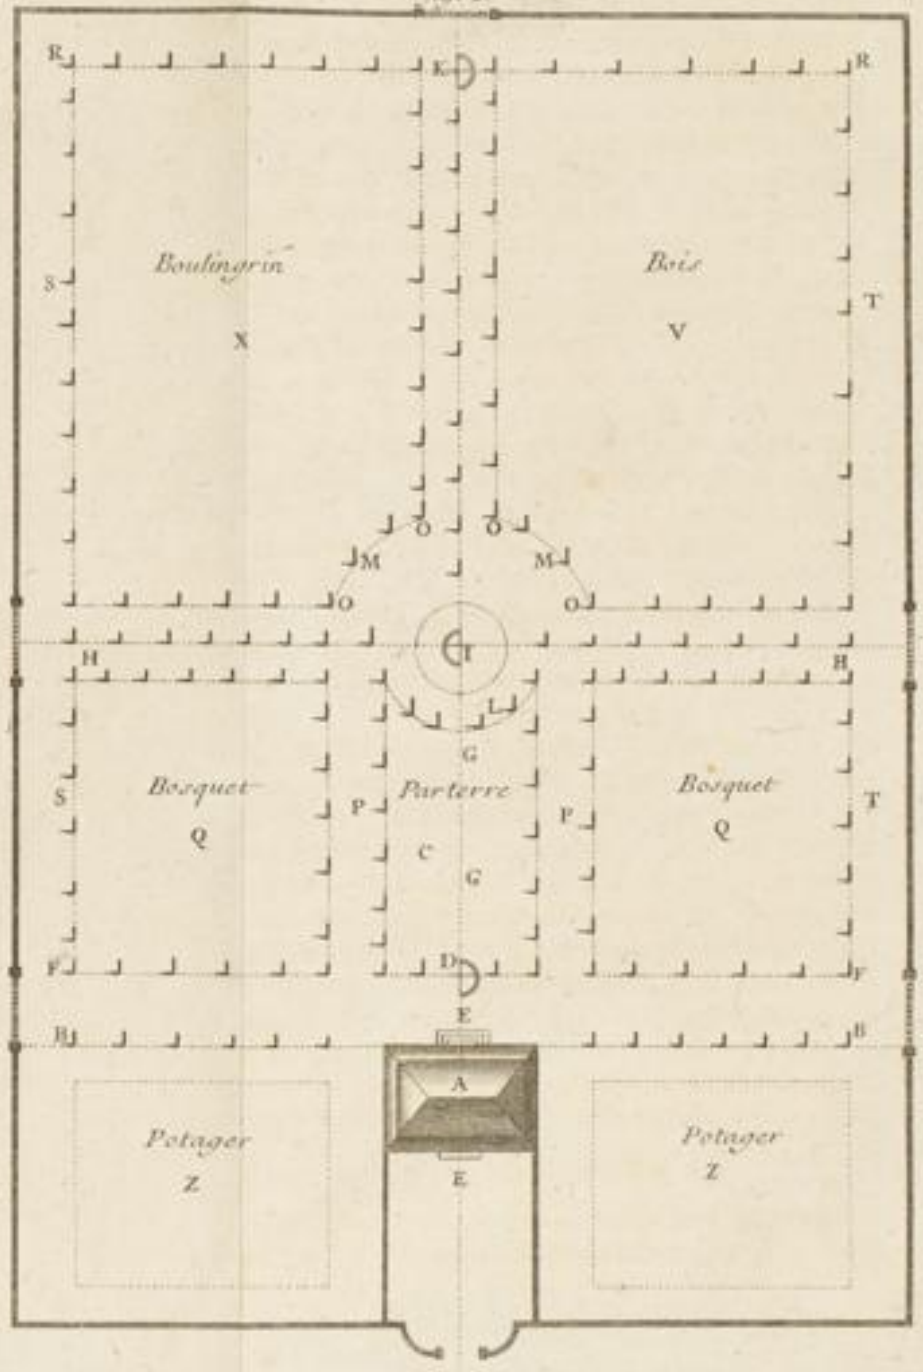 R K R
Boulingrin Bois
S T
X V
O O
M M
O O
I
H H
L
G
Bosquet Parterre Bosquet
S P P T
Q C Q
G
F D F
E
B B
A
Potager Potager
Z E Z